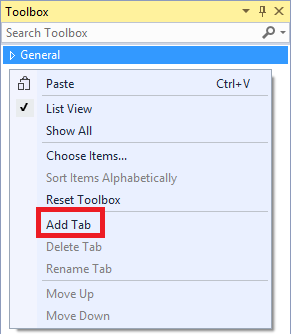 Toolbox
Search Toolbox
General
Paste Ctrl+V
List View
Show All
Choose Items...
Sort Items Alphabetically
Reset Toolbox
Add Tab
Delete Tab
Rename Tab
Move Up
Move Down